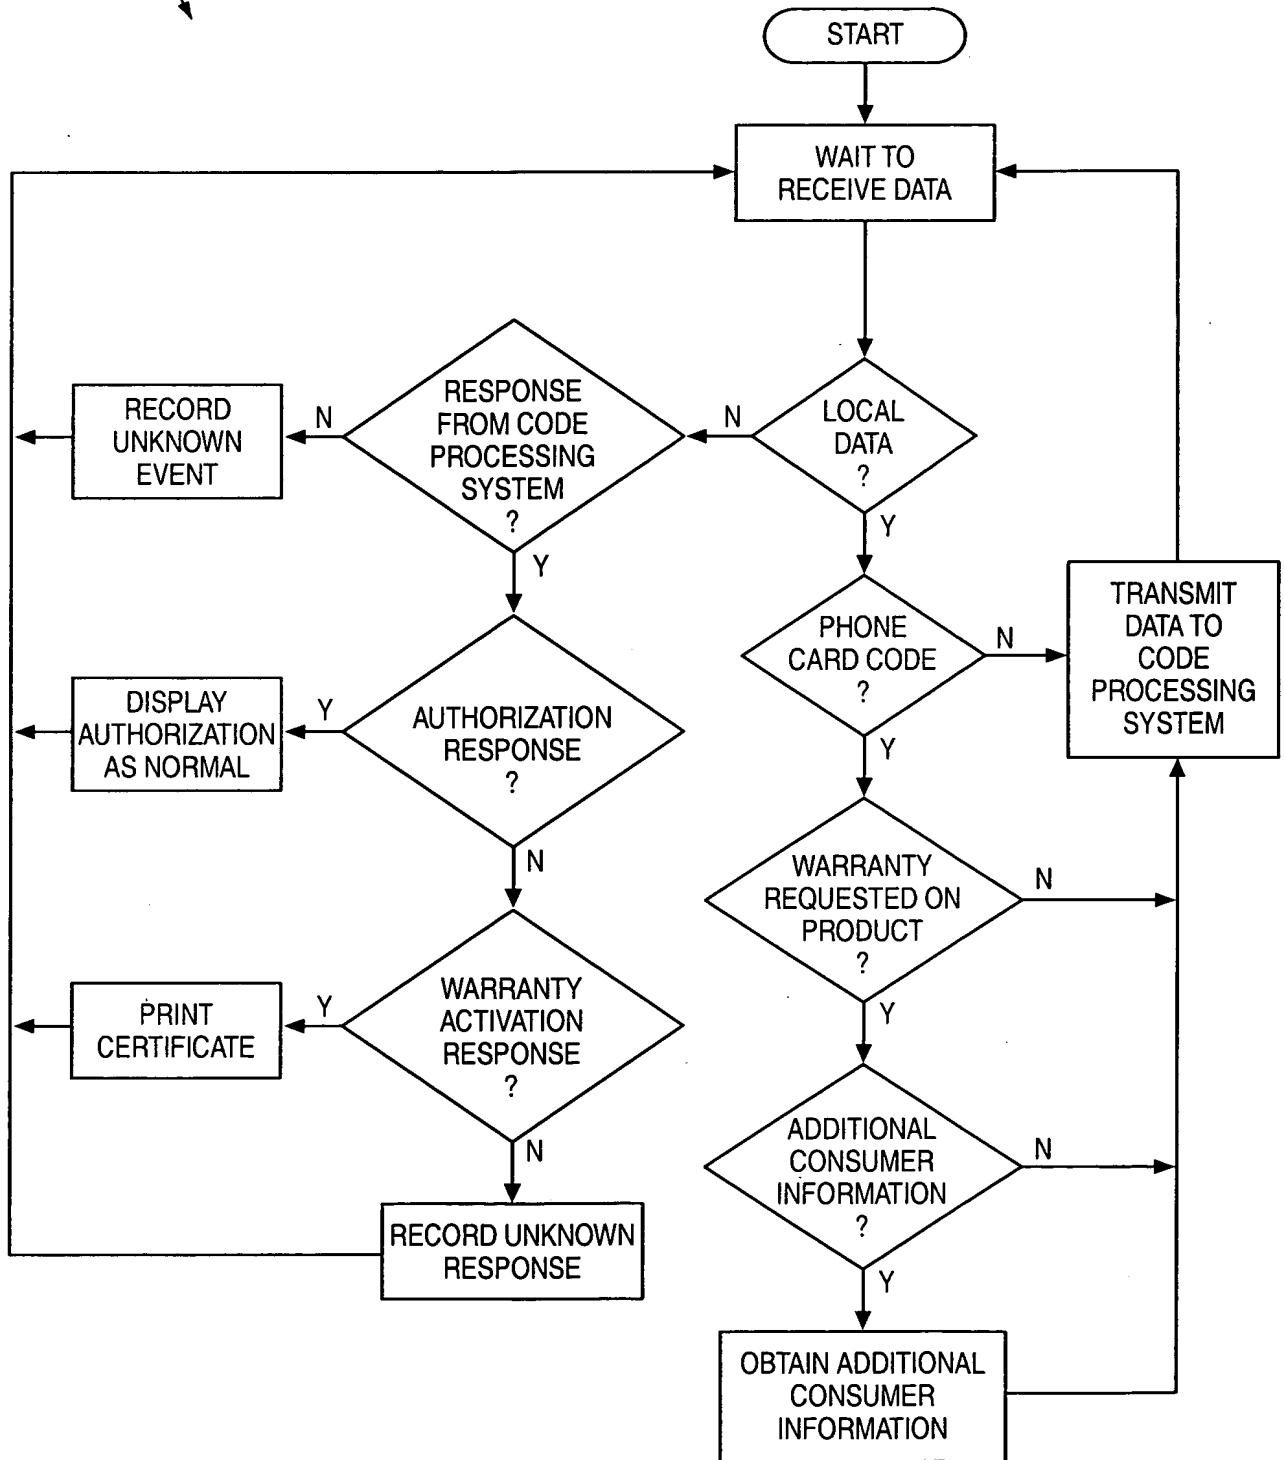 START
WAIT TO
RECEIVE DATA
LOCAL
DATA
?
N
Y
RESPONSE
FROM CODE
PROCESSING
SYSTEM
?
N
Y
RECORD
UNKNOWN
EVENT
PHONE
CARD CODE
?
N
Y
TRANSMIT
DATA TO
CODE
PROCESSING
SYSTEM
AUTHORIZATION
RESPONSE
?
Y
N
DISPLAY
AUTHORIZATION
AS NORMAL
WARRANTY
REQUESTED ON
PRODUCT
?
N
Y
WARRANTY
ACTIVATION
RESPONSE
?
Y
N
PRINT
CERTIFICATE
ADDITIONAL
CONSUMER
INFORMATION
?
N
Y
RECORD UNKNOWN
RESPONSE
OBTAIN ADDITIONAL
CONSUMER
INFORMATION